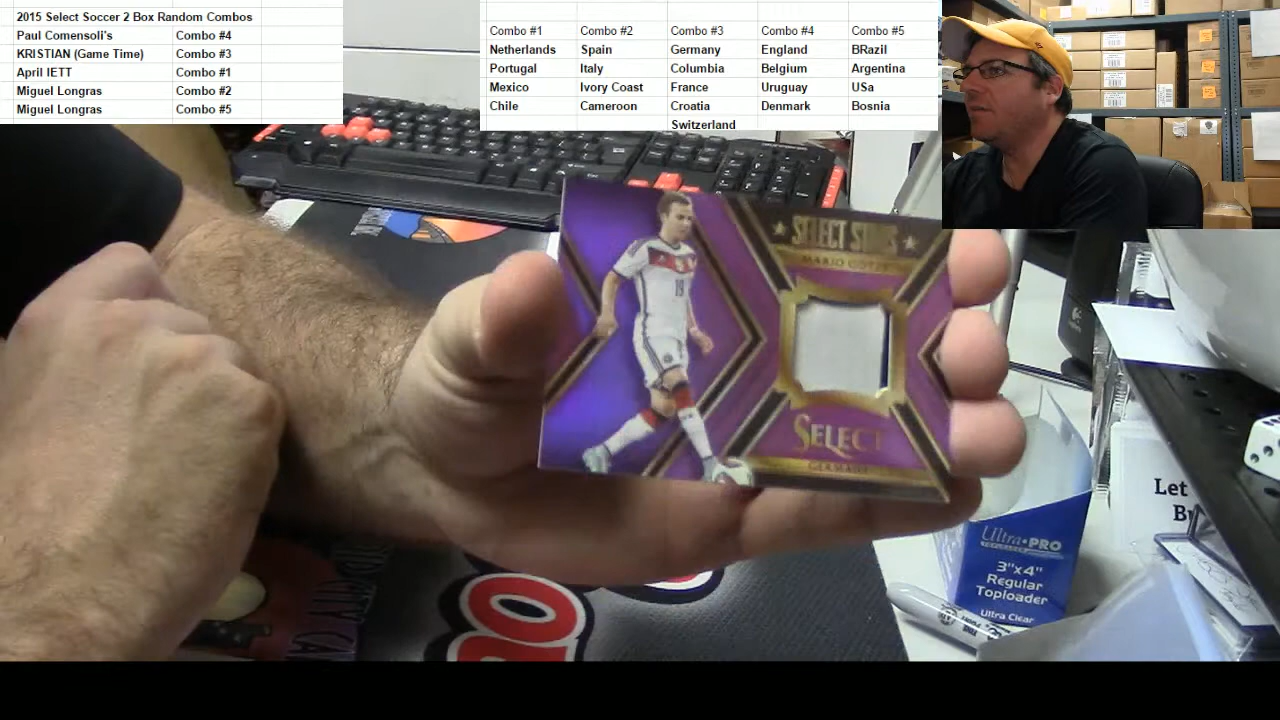 2015 Select Soccer 2 Box Random Combos
Paul Comensoli's Combo #4
KRISTIAN (Game Time) Combo #3
April IETT Combo #1
Miguel Longras Combo #2
Miguel Longras Combo #5
Combo #1 Combo #2 Combo #3 Combo #4 Combo #5
Netherlands Spain Germany England BRazil
Portugal Italy Columbia Belgium Argentina
Mexico Ivory Coast France Uruguay USa
Chile Cameroon Croatia Denmark Bosnia
Switzerland
SELECT
MARIO GÖTZE
19
SELECT
GERMANY
Let
Ultra•PRO
TOPLOADER
3"x4"
Regular
Toploader
Ultra Clear